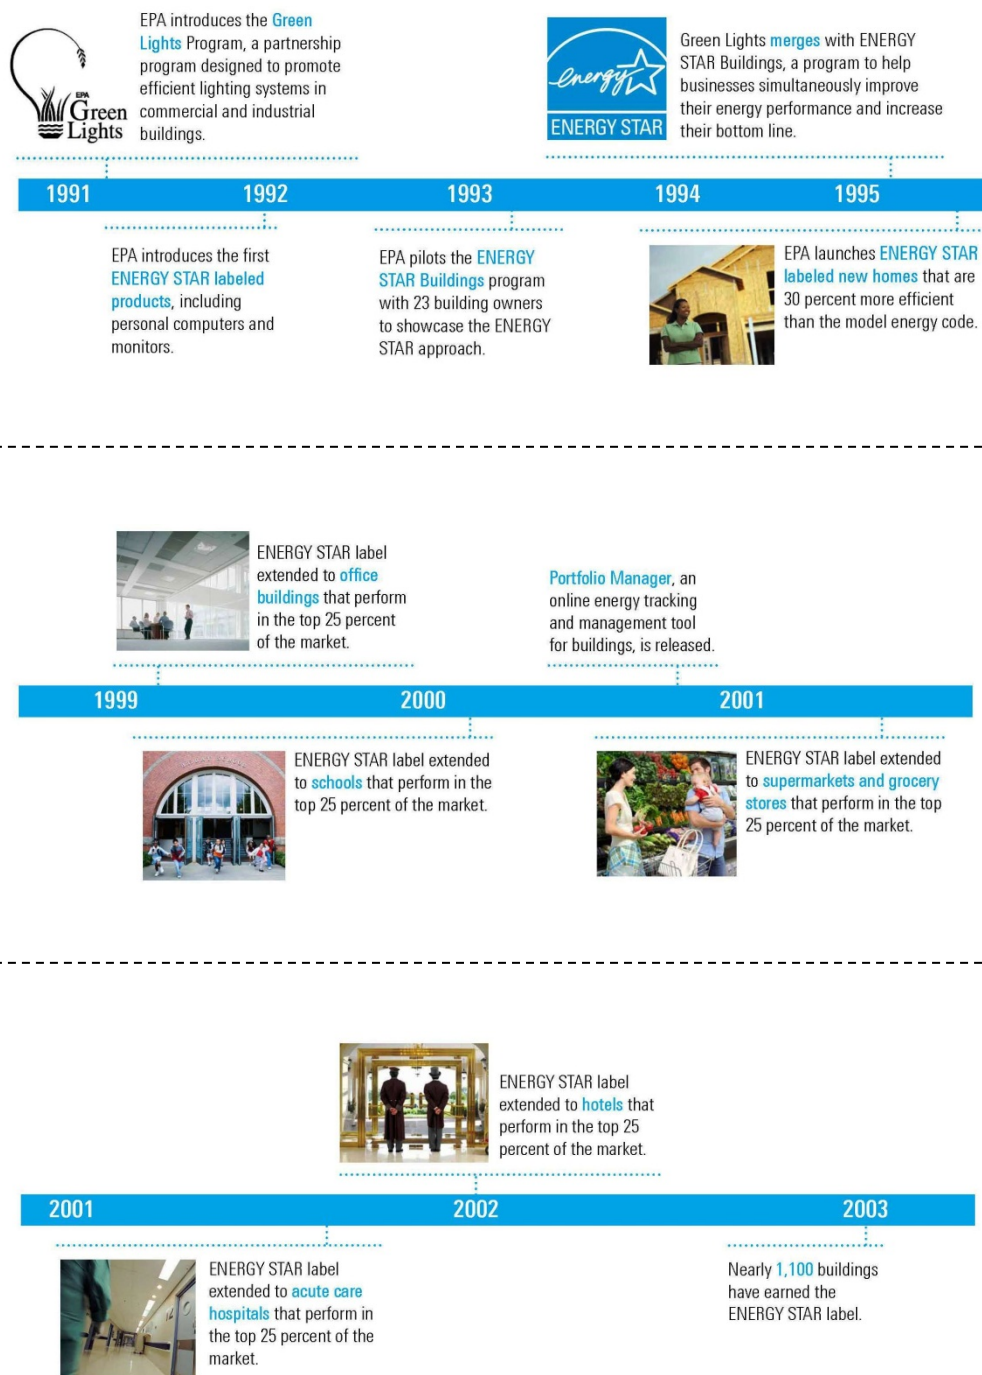 EPA introduces the Green
Lights Program, a partnership
program designed to promote
efficient lighting systems in
commercial and industrial
buildings.
EPA
Green
Lights
energy
ENERGY STAR
Green Lights merges with ENERGY
STAR Buildings, a program to help
businesses simultaneously improve
their energy performance and increase
their bottom line.
1991 1992 1993 1994 1995
EPA introduces the first
ENERGY STAR labeled
products, including
personal computers and
monitors.
EPA pilots the ENERGY
STAR Buildings program
with 23 building owners
to showcase the ENERGY
STAR approach.
EPA launches ENERGY STAR
labeled new homes that are
30 percent more efficient
than the model energy code.
ENERGY STAR label
extended to office
buildings that perform
in the top 25 percent
of the market.
Portfolio Manager, an
online energy tracking
and management tool
for buildings, is released.
1999 2000 2001
ENERGY STAR label extended
to schools that perform in the
top 25 percent of the market.
ENERGY STAR label extended
to supermarkets and grocery
stores that perform in the top
25 percent of the market.
ENERGY STAR label
extended to hotels that
perform in the top 25
percent of the market.
2001 2002 2003
ENERGY STAR label
extended to acute care
hospitals that perform in
the top 25 percent of the
market.
Nearly 1,100 buildings
have earned the
ENERGY STAR label.